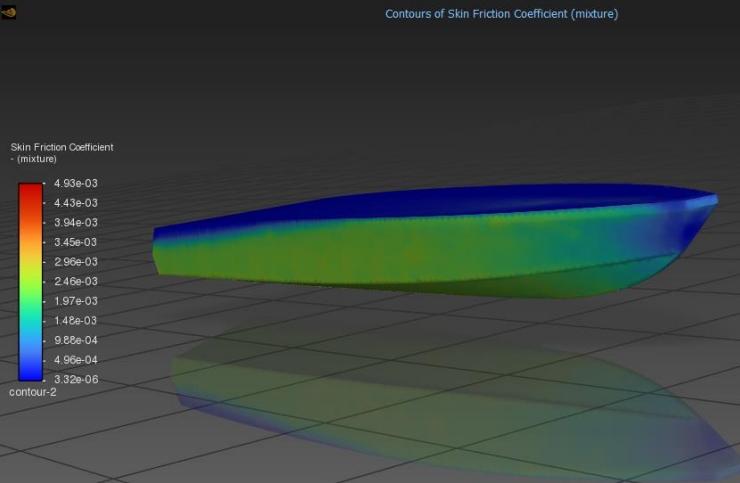 Contours of Skin Friction Coefficient (mixture)
Skin Friction Coefficient
- (mixture)
4.93e-03
4.43e-03
3.94e-03
3.45e-03
2.96e-03
2.46e-03
1.97e-03
1.48e-03
9.88e-04
4.96e-04
3.32e-06
contour-2